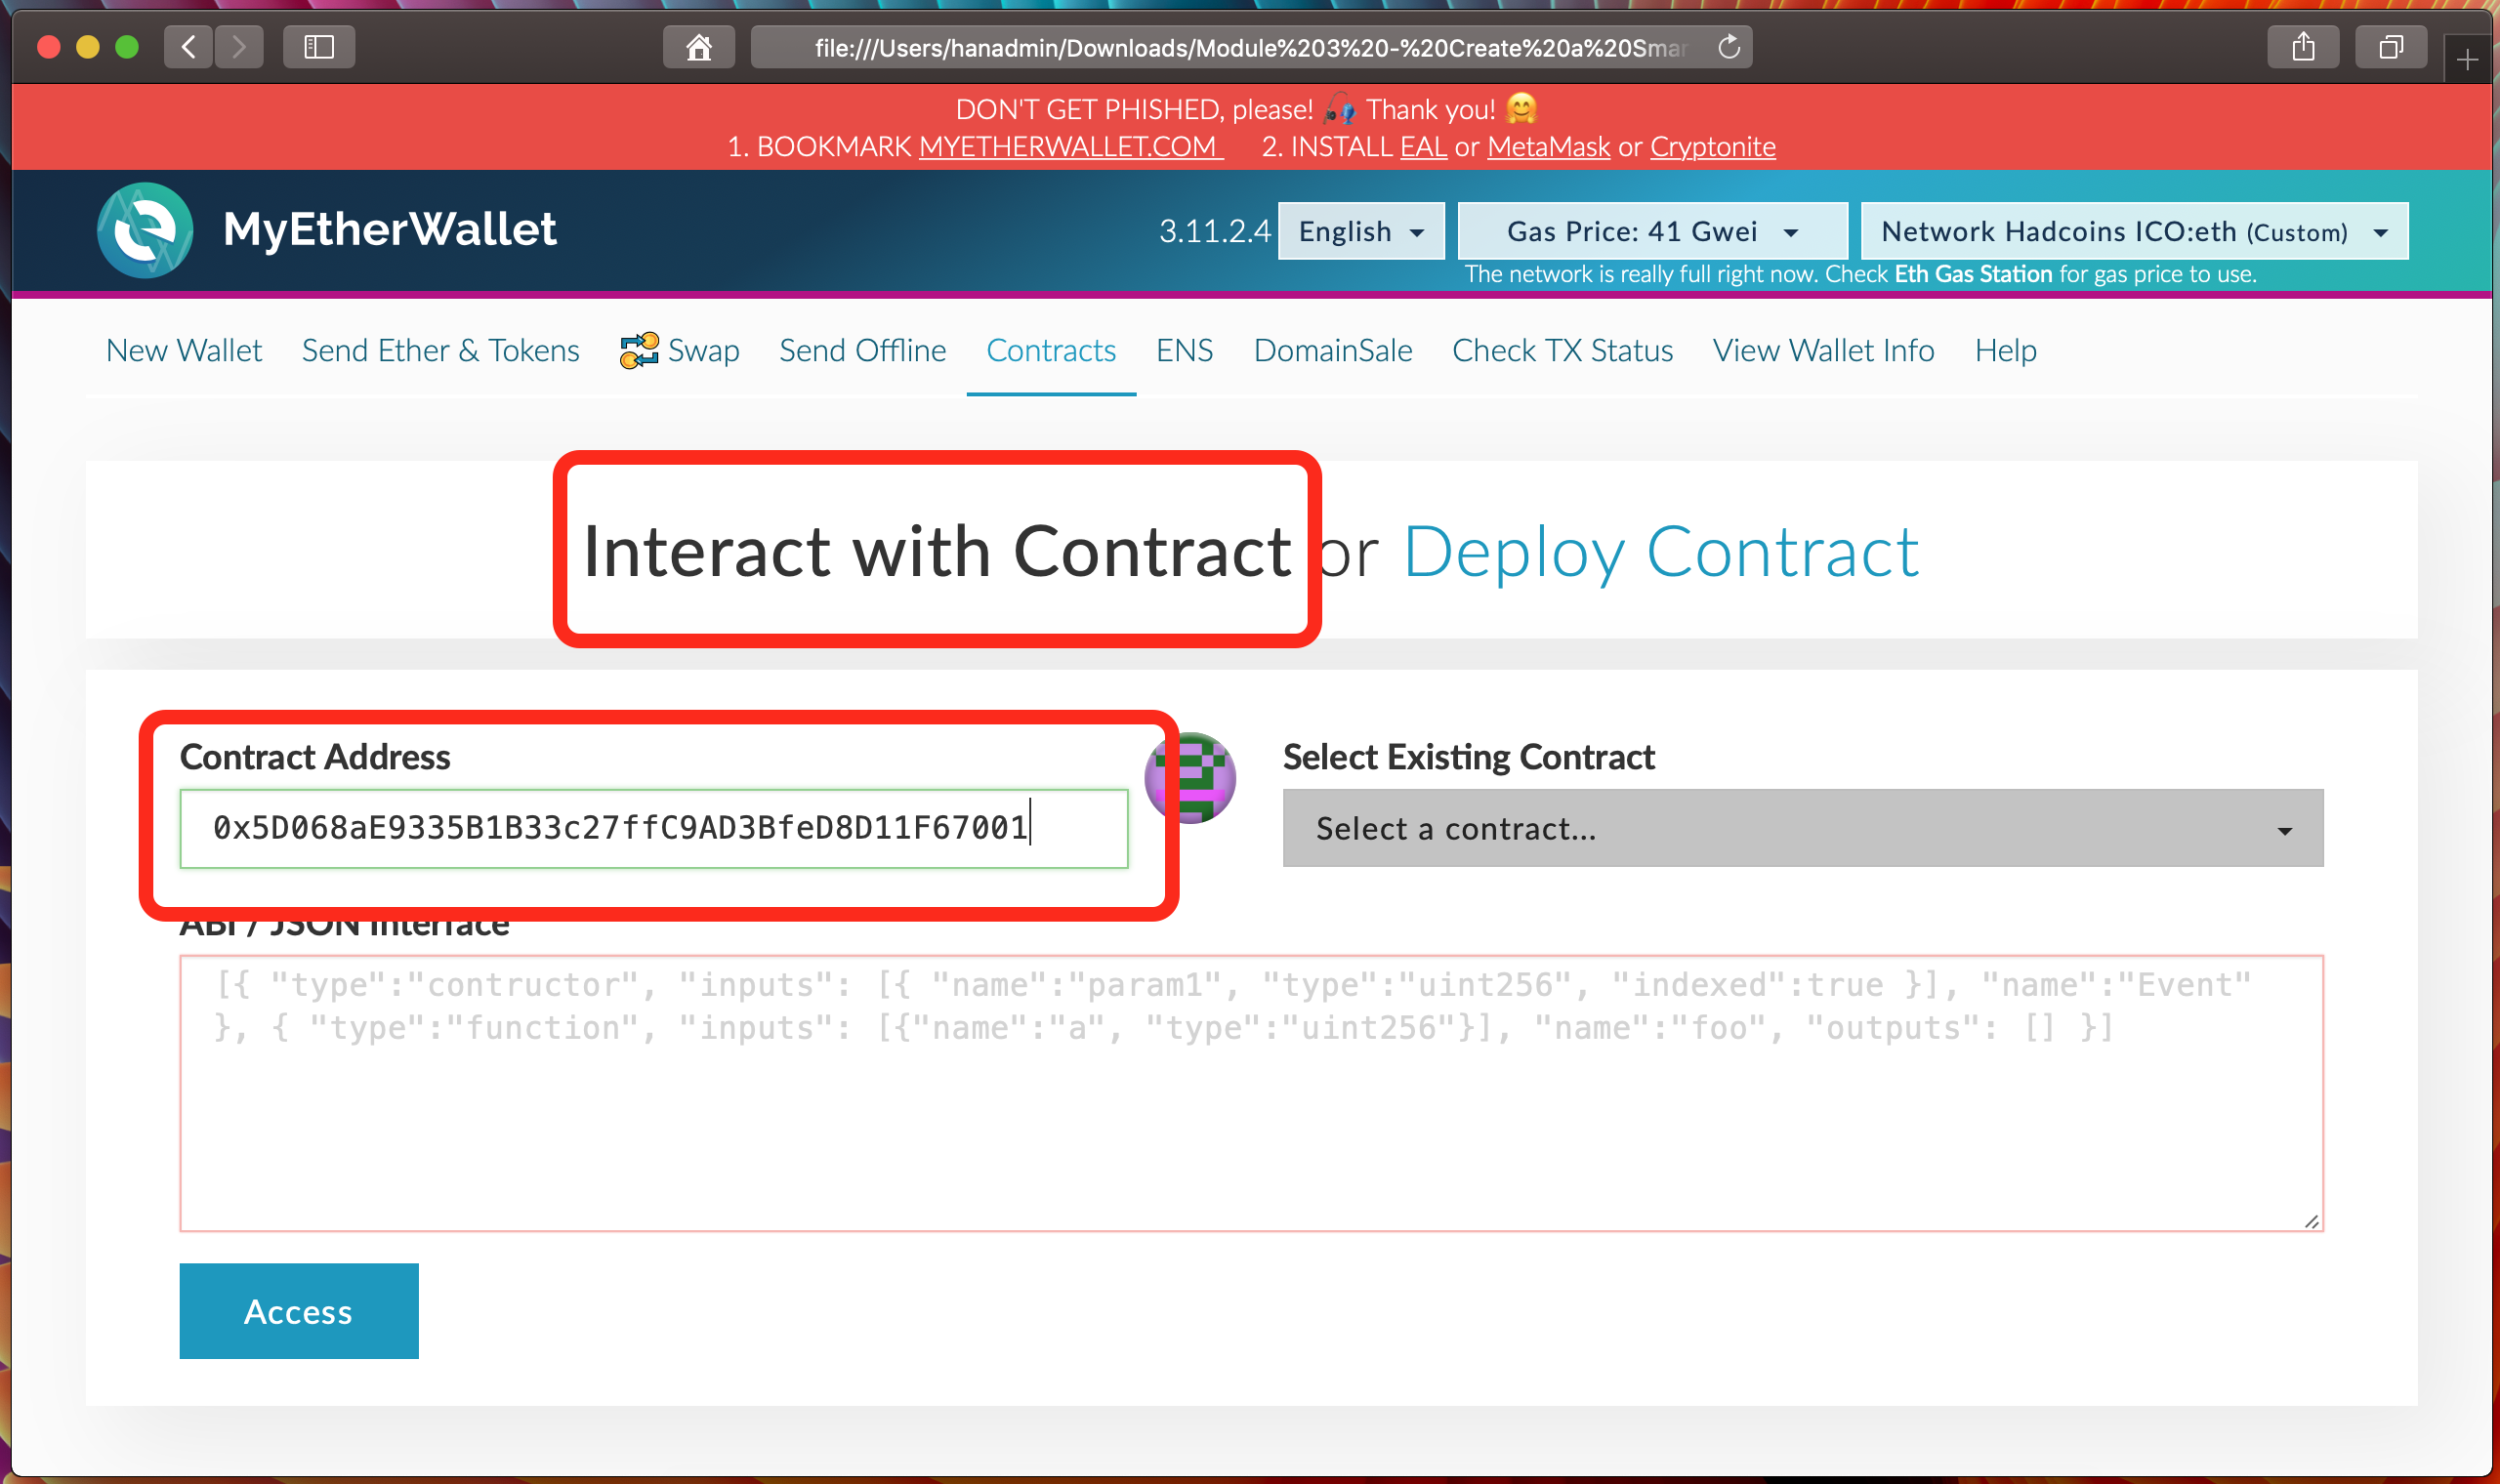 file:///Users/hanadmin/Downloads/Module%203%20-%20Create%20a%20Smar
DON'T GET PHISHED, please! 🎣 Thank you! 🤗
1. BOOKMARK MYETHERWALLET.COM 2. INSTALL EAL or MetaMask or Cryptonite
MyEtherWallet
3.11.2.4 English Gas Price: 41 Gwei Network Hadcoins ICO:eth (Custom)
The network is really full right now. Check Eth Gas Station for gas price to use.
New Wallet Send Ether & Tokens Swap Send Offline Contracts ENS DomainSale Check TX Status View Wallet Info Help
Interact with Contract or Deploy Contract
Contract Address
0x5D068aE9335B1B33c27ffC9AD3BfeD8D11F67001
Select Existing Contract
Select a contract...
ABI / JSON Interface
[{ "type":"contructor", "inputs": [{ "name":"param1", "type":"uint256", "indexed":true }], "name":"Event"
}, { "type":"function", "inputs": [{"name":"a", "type":"uint256"}], "name":"foo", "outputs": [] }]
Access